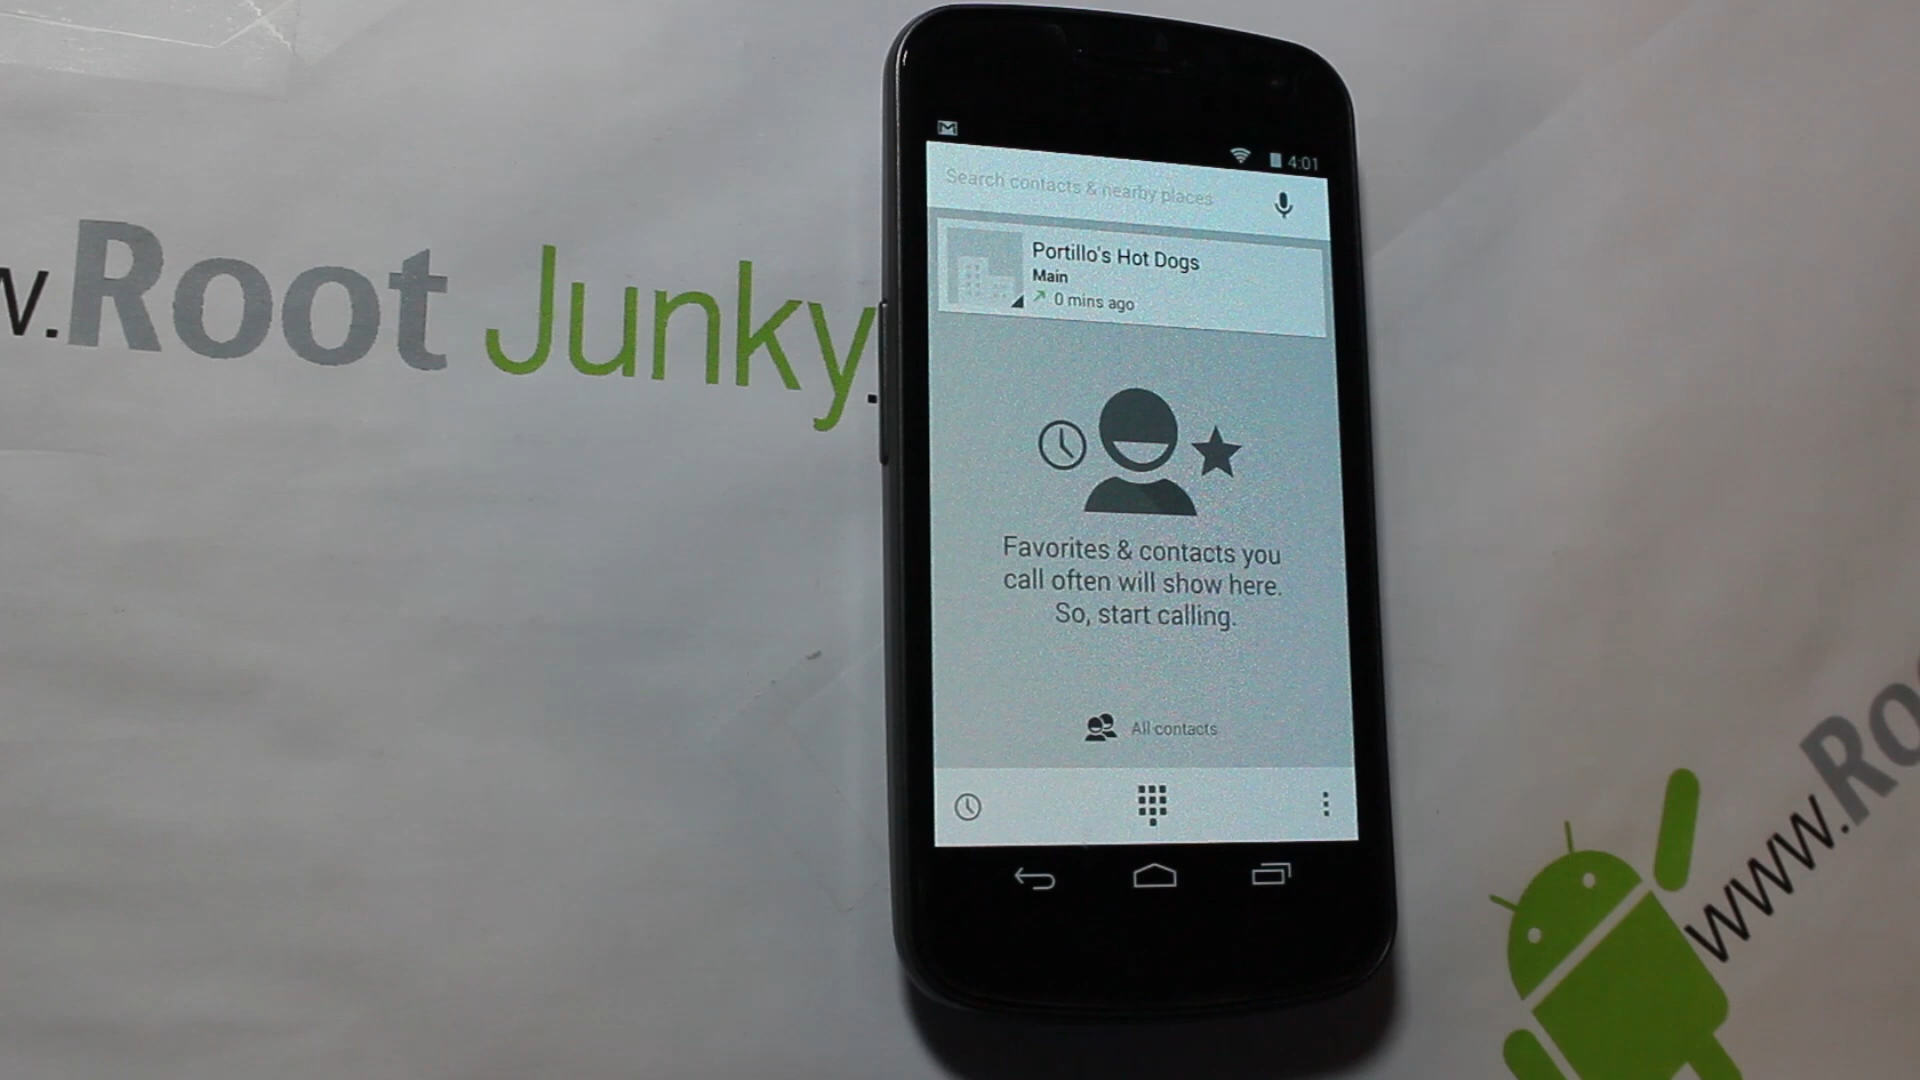 w.Root Junky.
4:01
Search contacts & nearby places
Portillo's Hot Dogs
Main
0 mins ago
Favorites & contacts you
call often will show here.
So, start calling.
All contacts
www.Ro